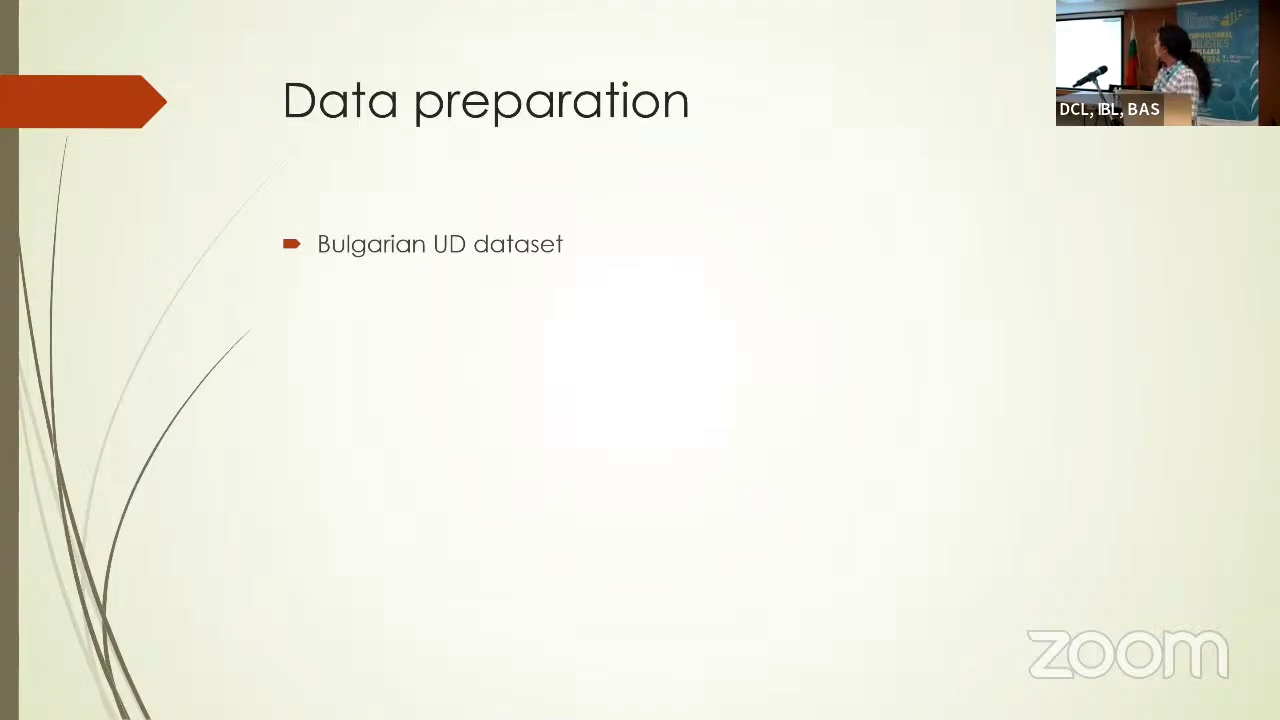 Data preparation
DCL, IBL, BAS
Bulgarian UD dataset
zoom